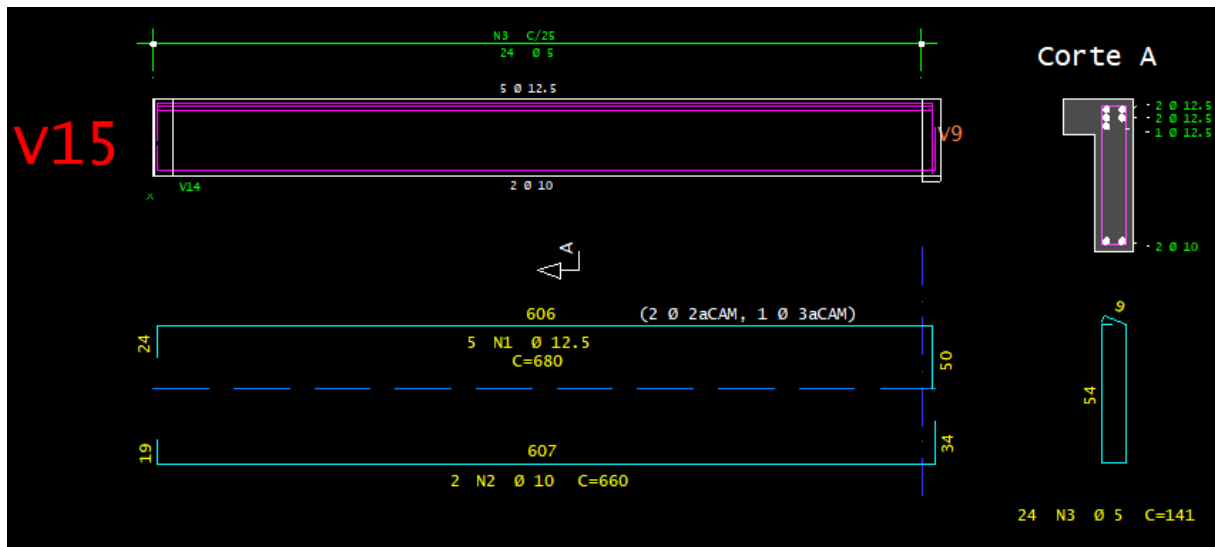 N3 C/25
24 Ø 5
5 Ø 12.5
V15
V9
V14
x
2 Ø 10
Corte A
2 Ø 12.5
2 Ø 12.5
1 Ø 12.5
2 Ø 10
A
606 (2 Ø 2aCAM, 1 Ø 3aCAM)
24
5 N1 Ø 12.5
C=680
50
19
607
34
2 N2 Ø 10 C=660
9
54
24 N3 Ø 5 C=141